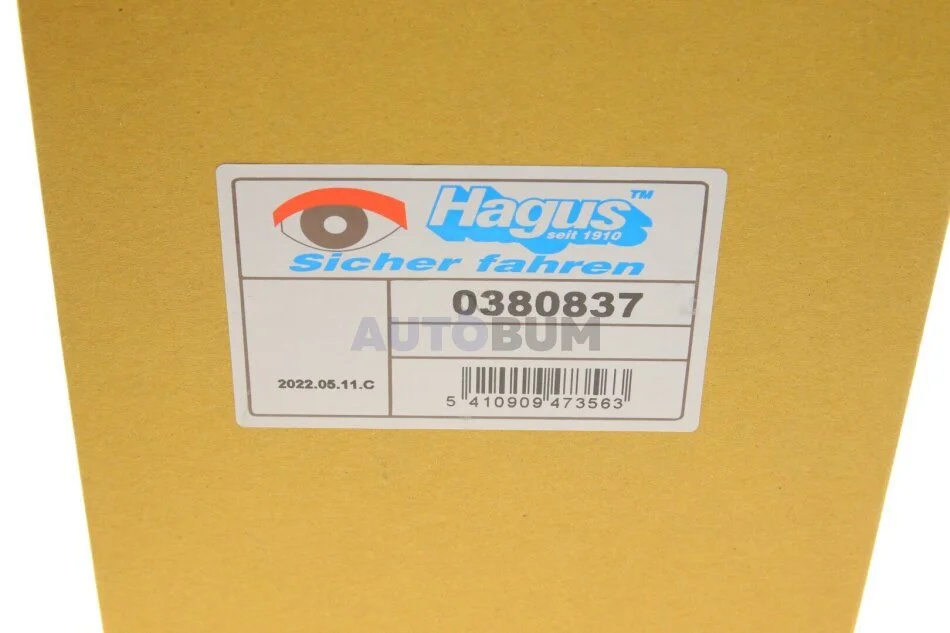 Hagus™
seit 1910
Sicher fahren
0380837
AUTOBUM
2022.05.11.C
5 410909 473563